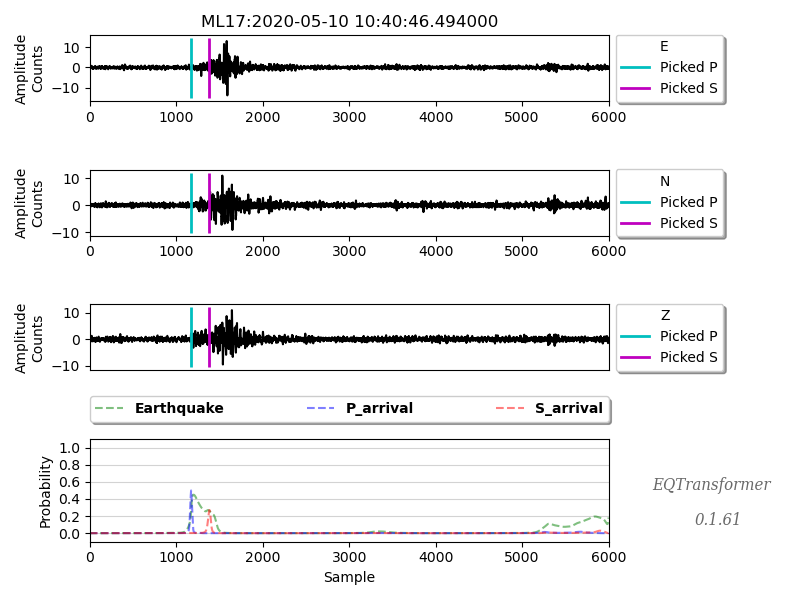 ML17:2020-05-10 10:40:46.494000
Amplitude
Counts
10
0
−10
0 1000 2000 3000 4000 5000 6000
E
Picked P
Picked S
Amplitude
Counts
10
0
−10
0 1000 2000 3000 4000 5000 6000
N
Picked P
Picked S
Amplitude
Counts
10
0
−10
0 1000 2000 3000 4000 5000 6000
Z
Picked P
Picked S
Earthquake P_arrival S_arrival
Probability
1.0
0.8
0.6
0.4
0.2
0.0
0 1000 2000 3000 4000 5000 6000
Sample
EQTransformer
0.1.61